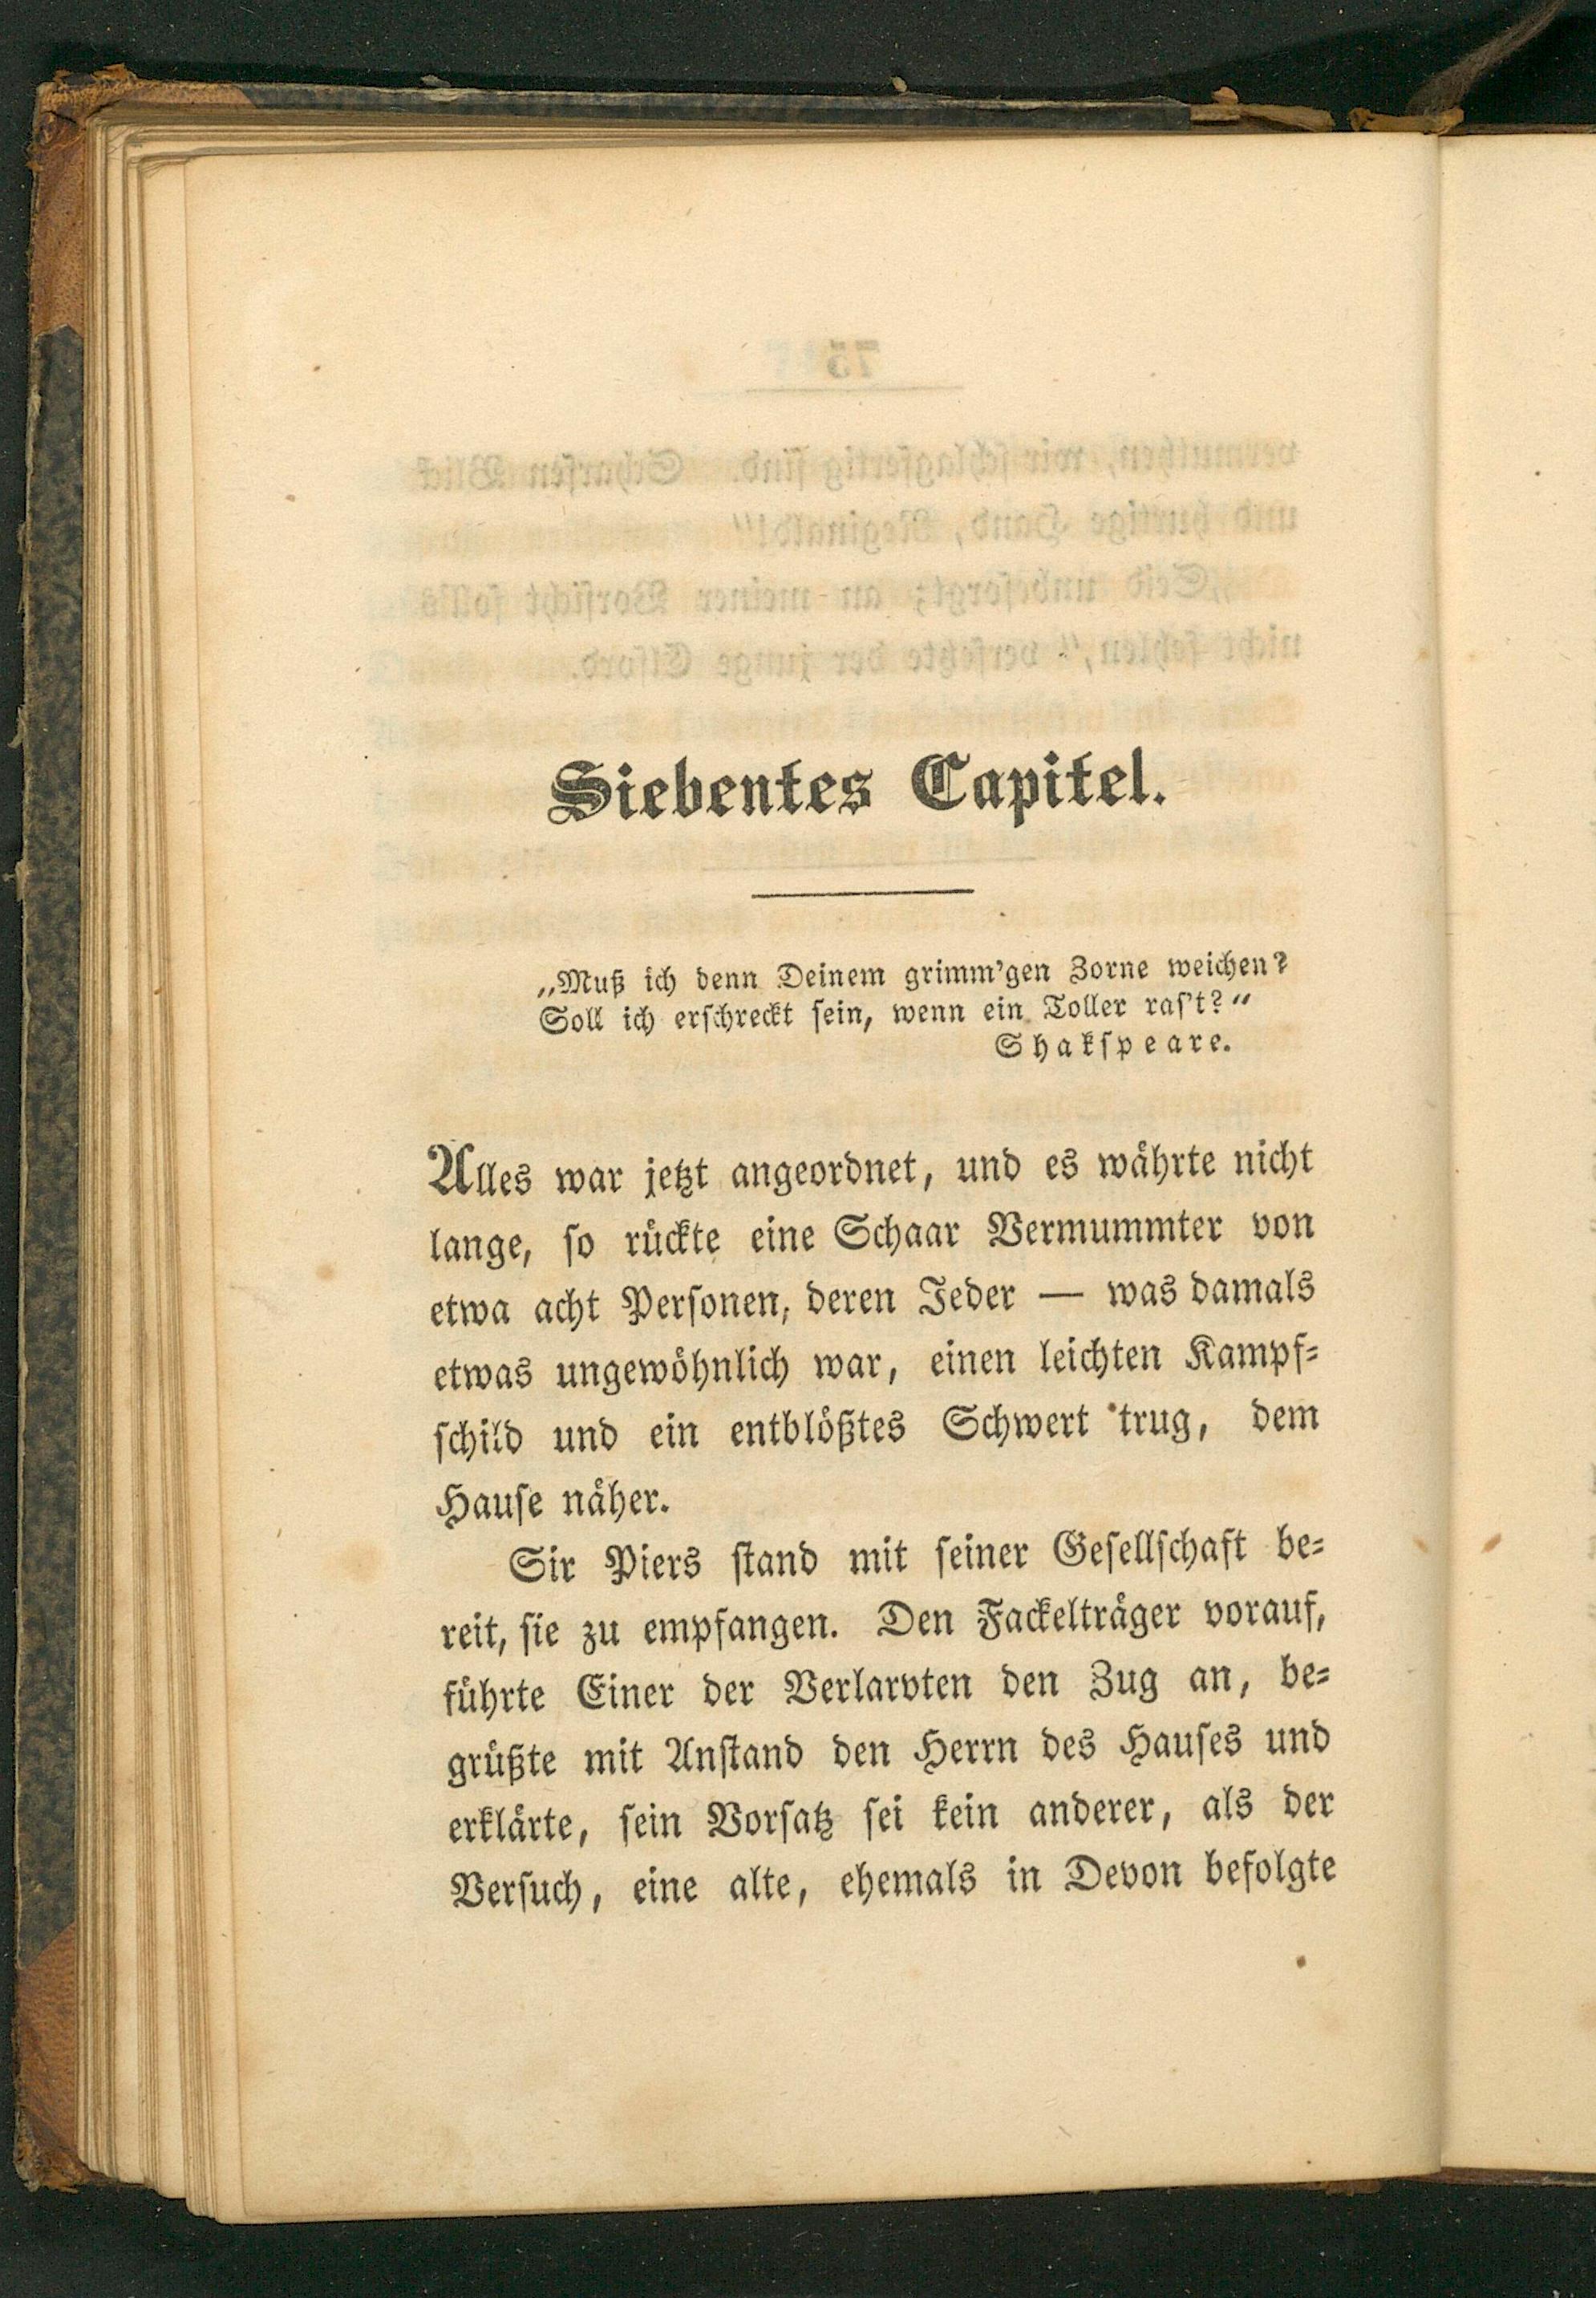 Siebentes Capitel.
„Muß ich denn Deinem grimm'gen Zorne weichen?
Soll ich erschreckt sein, wenn ein Toller ras't?“
Shakspeare.
Alles war jetzt angeordnet, und es währte nicht
lange, so rückte eine Schaar Vermummter von
etwa acht Personen, deren Jeder — was damals
etwas ungewöhnlich war, einen leichten Kampf-
schild und ein entblößtes Schwert trug, dem
Hause näher.
Sir Piers stand mit seiner Gesellschaft be-
reit, sie zu empfangen. Den Fackelträger vorauf,
führte Einer der Verlarvten den Zug an, be-
grüßte mit Anstand den Herrn des Hauses und
erklärte, sein Vorsatz sei kein anderer, als der
Versuch, eine alte, ehemals in Devon befolgte